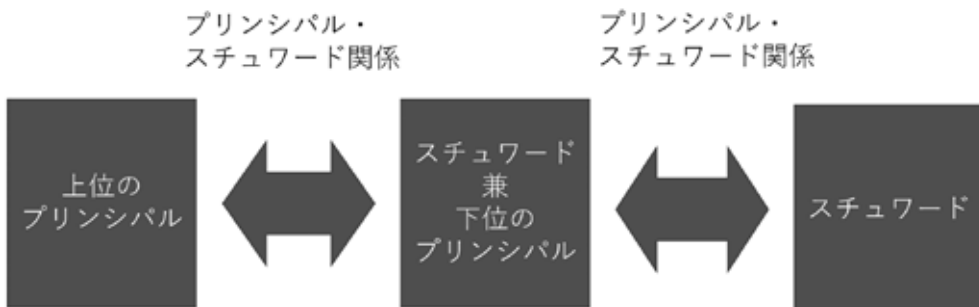 プリンシパル・
スチュワード関係
プリンシパル・
スチュワード関係
上位の
プリンシパル
スチュワード
兼
下位の
プリンシパル
スチュワード